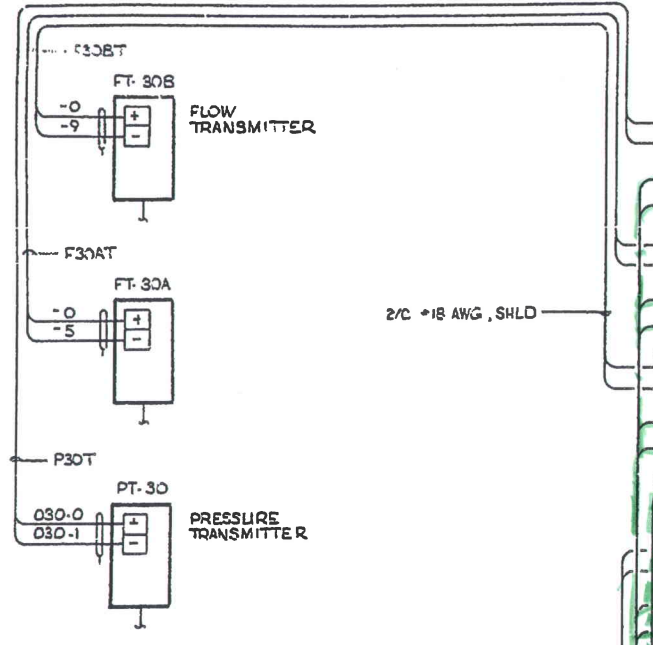 F30BT
FT-30B
-0
-9
+
-
FLOW
TRANSMITTER
F30AT
FT-30A
-0
-5
+
-
2/C #18 AWG, SHLD
P30T
PT-30
030-0
030-1
+
-
PRESSURE
TRANSMITTER